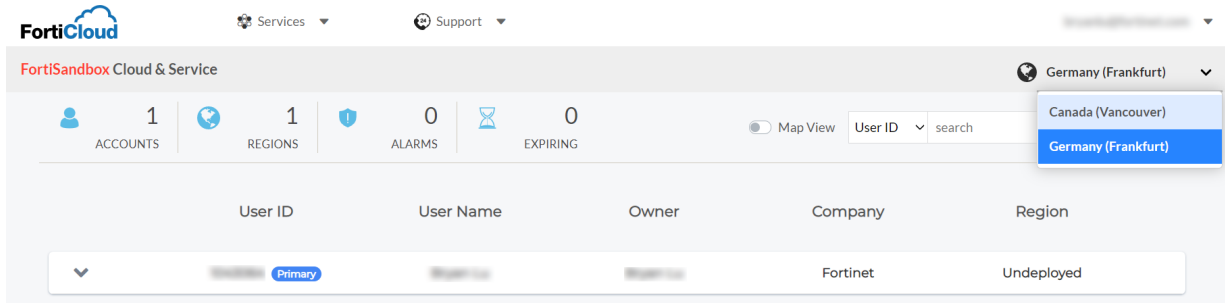 FortiCloud Services Support
FortiSandbox Cloud & Service Germany (Frankfurt)
1 1 0 0
ACCOUNTS REGIONS ALARMS EXPIRING
Map View User ID search
Canada (Vancouver)
Germany (Frankfurt)
User ID User Name Owner Company Region
Primary Fortinet Undeployed